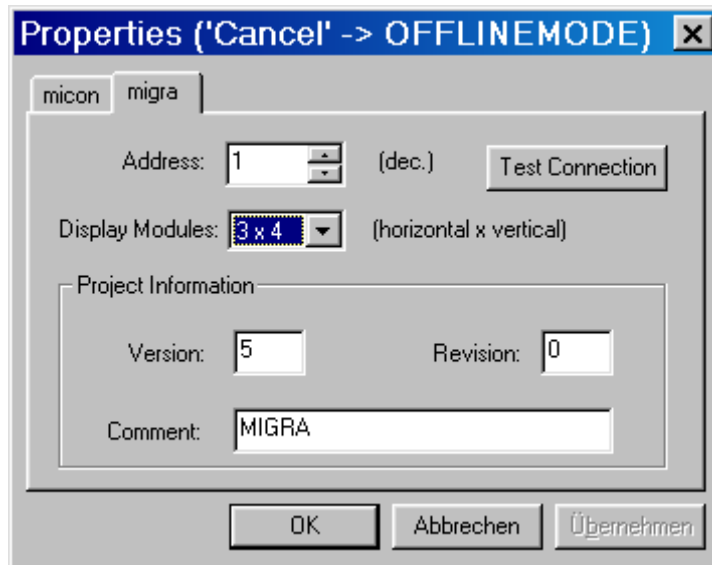 Properties ('Cancel' -> OFFLINEMODE)
micon migra
Address: 1 (dec.) Test Connection
Display Modules: 3 x 4 (horizontal x vertical)
Project Information
Version: 5 Revision: 0
Comment: MIGRA
OK Abbrechen Übernehmen